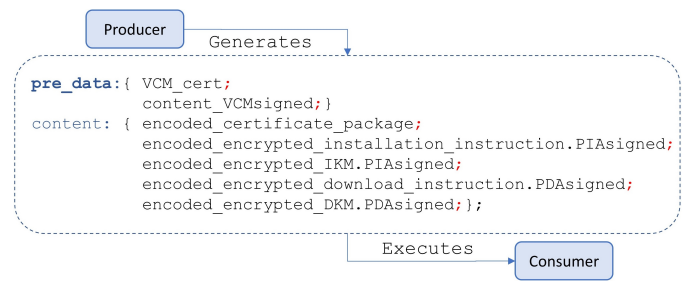 Producer
Generates
pre_data:{ VCM_cert;
content_VCMsigned;}
content: { encoded_certificate_package;
encoded_encrypted_installation_instruction.PIAsigned;
encoded_encrypted_IKM.PIAsigned;
encoded_encrypted_download_instruction.PDAsigned;
encoded_encrypted_DKM.PDAsigned;};
Executes
Consumer